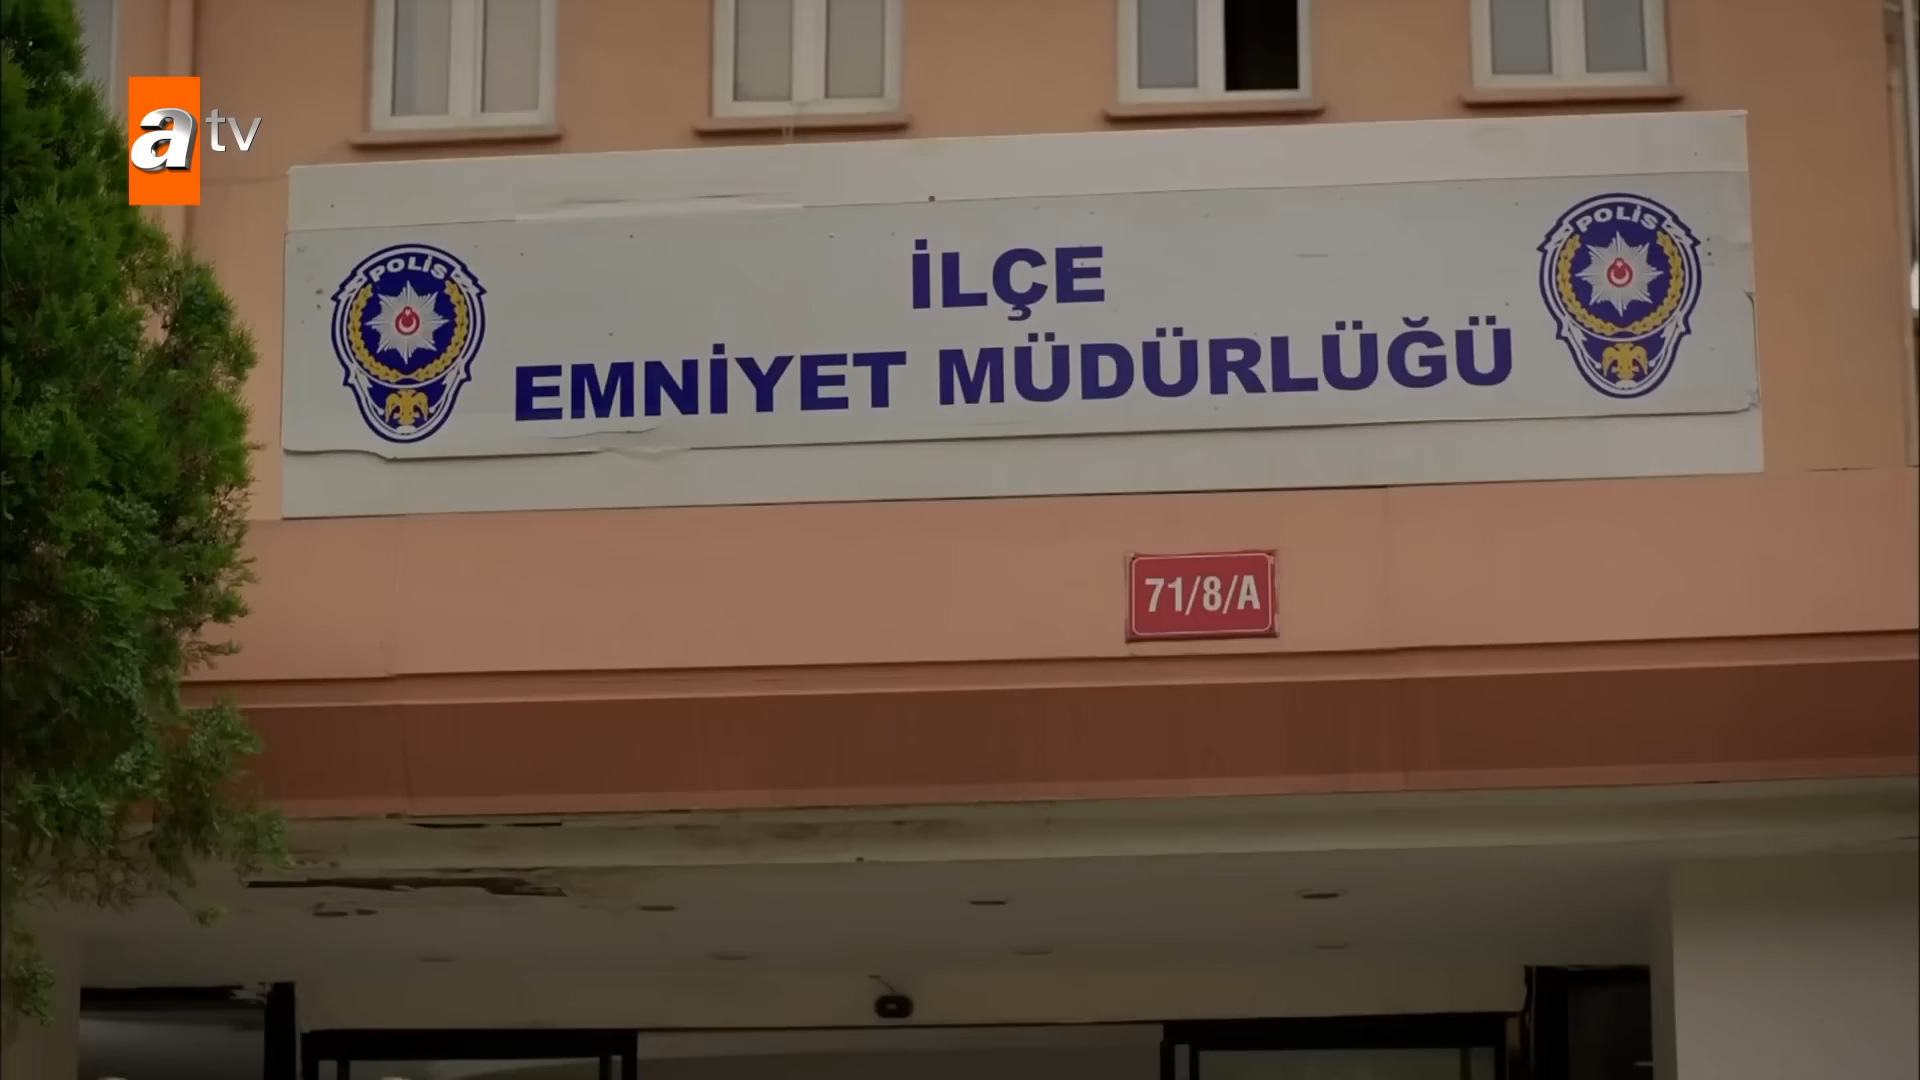 atv
POLİS
POLİS
İLÇE
EMNİYET MÜDÜRLÜĞÜ
71/8/A